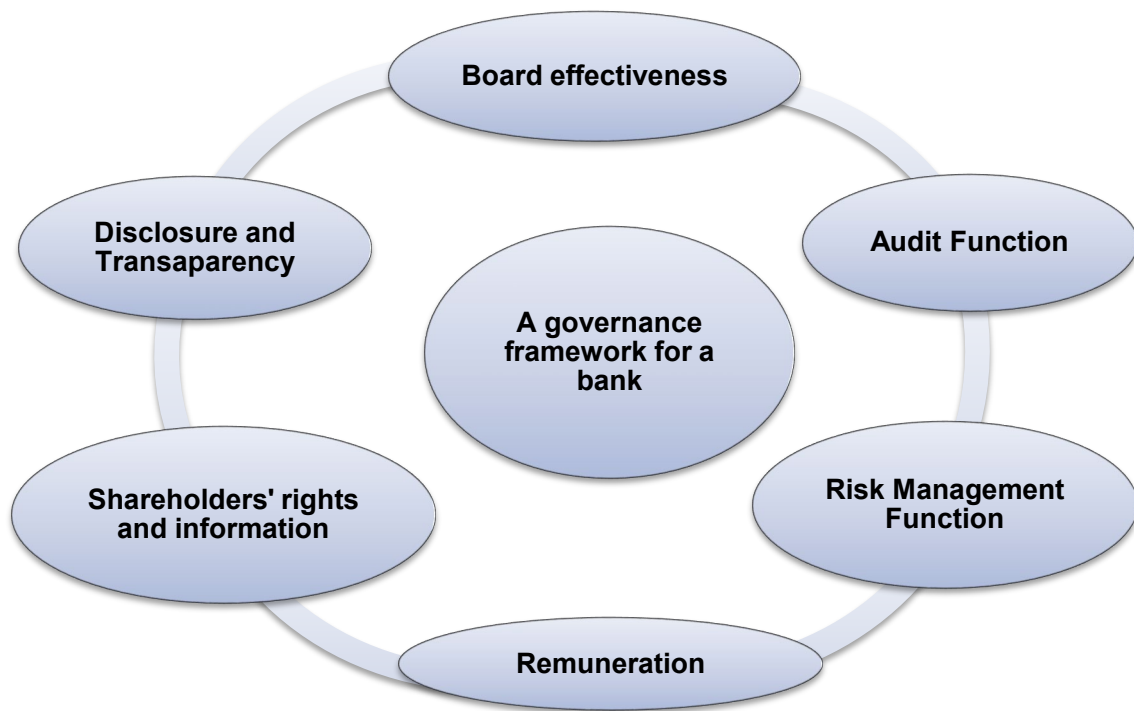 Board effectiveness
Disclosure and
Transaparency
Audit Function
A governance
framework for a
bank
Shareholders' rights
and information
Risk Management
Function
Remuneration